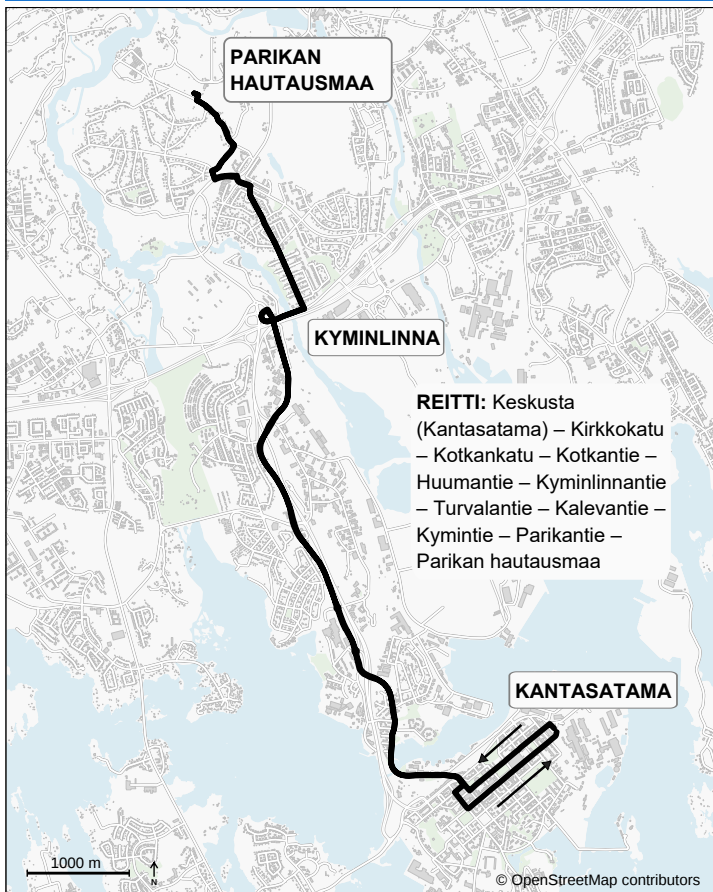 PARIKAN
HAUTAUSMAA
KYMINLINNA
REITTI: Keskusta
(Kantasatama) – Kirkkokatu
– Kotkankatu – Kotkantie –
Huumantie – Kyminlinnantie
– Turvalantie – Kalevantie –
Kymintie – Parikantie –
Parikan hautausmaa
KANTASATAMA
1000 m
N
© OpenStreetMap contributors